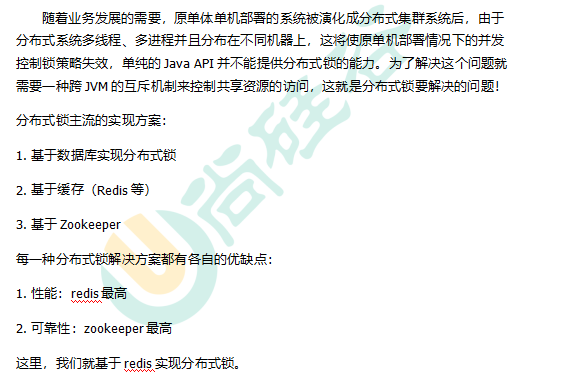 随着业务发展的需要，原单体单机部署的系统被演化成分布式集群系统后，由于
分布式系统多线程、多进程并且分布在不同机器上，这将使原单机部署情况下的并发
控制锁策略失效，单纯的 Java API 并不能提供分布式锁的能力。为了解决这个问题就
需要一种跨 JVM 的互斥机制来控制共享资源的访问，这就是分布式锁要解决的问题！
分布式锁主流的实现方案：
1. 基于数据库实现分布式锁
2. 基于缓存（Redis 等）
3. 基于 Zookeeper
每一种分布式锁解决方案都有各自的优缺点：
1. 性能：redis 最高
2. 可靠性：zookeeper 最高
这里，我们就基于 redis 实现分布式锁。
尚硅谷